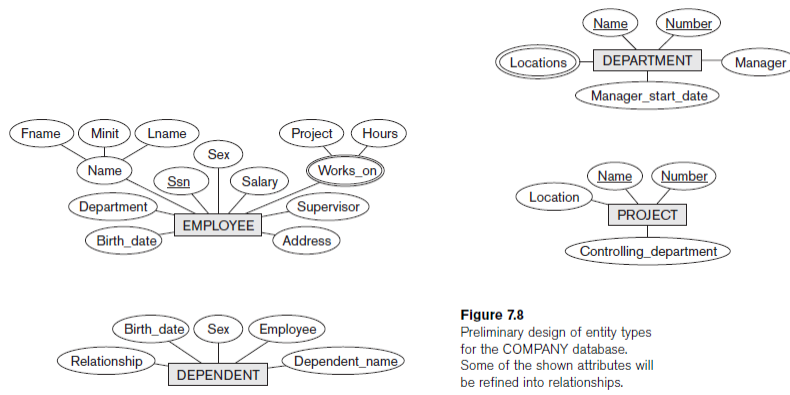 Name
Number
Locations
DEPARTMENT
Manager
Manager_start_date
Fname
Minit
Lname
Project
Hours
Name
Sex
Works_on
Ssn
Salary
Department
Supervisor
EMPLOYEE
Birth_date
Address
Name
Number
Location
PROJECT
Controlling_department
Birth_date
Sex
Employee
Relationship
Dependent_name
DEPENDENT
Figure 7.8
Preliminary design of entity types
for the COMPANY database.
Some of the shown attributes will
be refined into relationships.